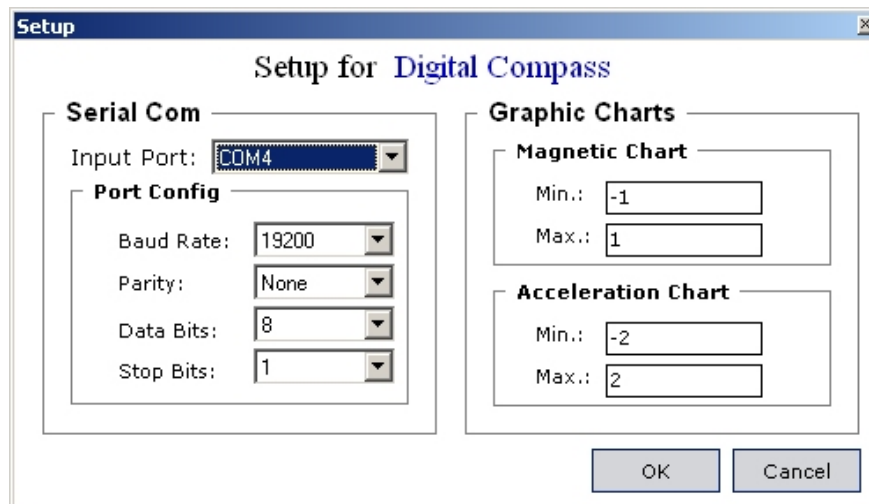 Setup
Setup for Digital Compass
Serial Com
Input Port: COM4
Port Config
Baud Rate: 19200
Parity: None
Data Bits: 8
Stop Bits: 1
Graphic Charts
Magnetic Chart
Min.: -1
Max.: 1
Acceleration Chart
Min.: -2
Max.: 2
OK Cancel